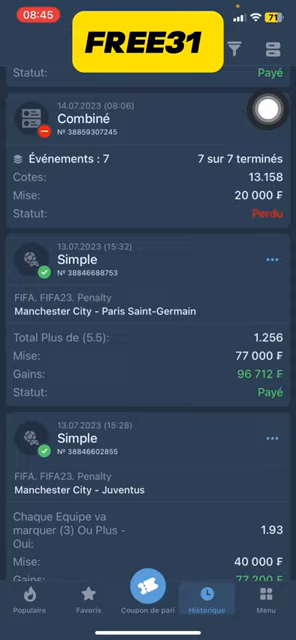 08:45
71
FREE31
Statut: Payé
14.07.2023 (08:06)
Combiné
Nº 38859307245
Événements : 7 7 sur 7 terminés
Cotes: 13.158
Mise: 20 000 ₣
Statut: Perdu
13.07.2023 (15:32)
Simple
Nº 38846688753
FIFA. FIFA23. Penalty
Manchester City - Paris Saint-Germain
Total Plus de (5.5): 1.256
Mise: 77 000 ₣
Gains: 96 712 ₣
Statut: Payé
13.07.2023 (15:28)
Simple
Nº 38846602855
FIFA. FIFA23. Penalty
Manchester City - Juventus
Chaque Equipe va
marquer (3) Ou Plus - 1.93
Oui:
Mise: 40 000 ₣
Gains: 77 200 ₣
Populaire Favoris Coupon de pari Historique Menu